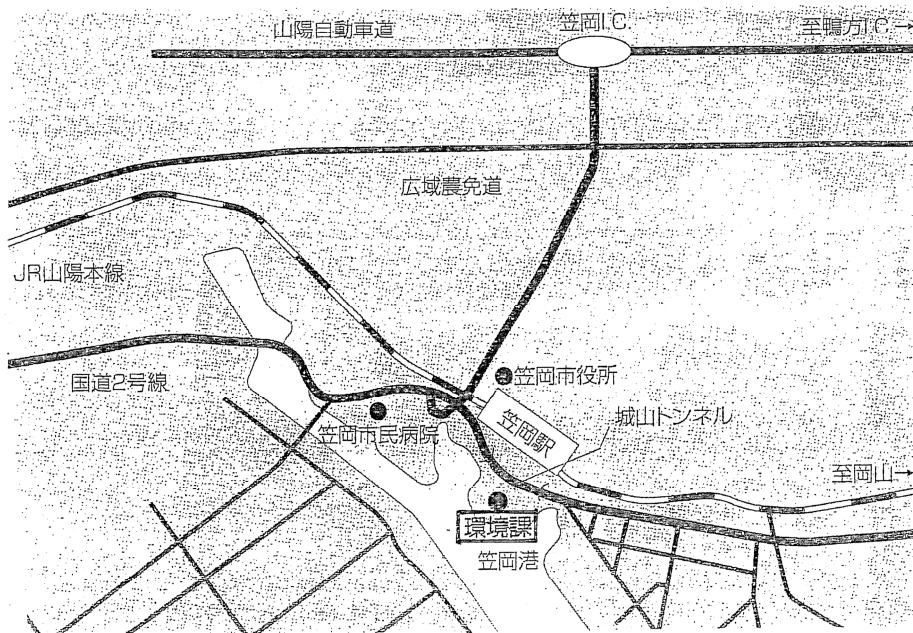 山陽自動車道
笠岡I.C.
至鴨方I.C.→
広域農免道
JR山陽本線
国道2号線
笠岡市役所
笠岡市民病院
笠岡駅
城山トンネル
至岡山→
環境課
笠岡港